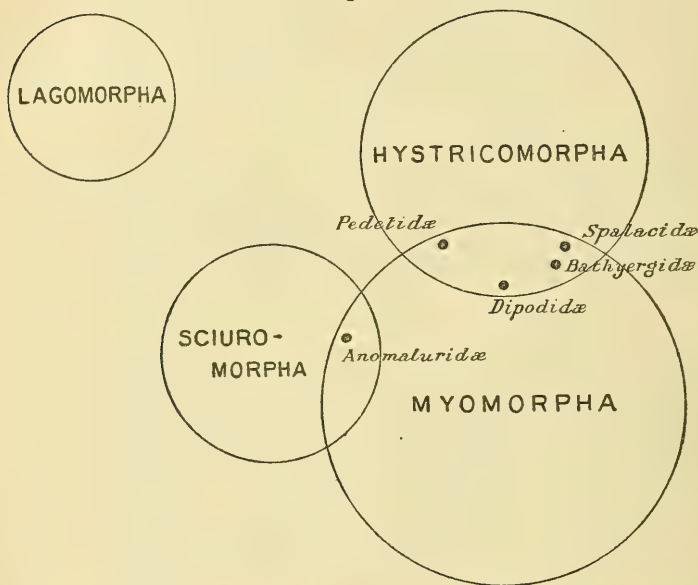 LAGOMORPHA
HYSTRICOMORPHA
Pedetidæ
Spalacidæ
Bathyergidæ
Dipodidæ
SCIURO-
MORPHA
Anomaluridæ
MYOMORPHA